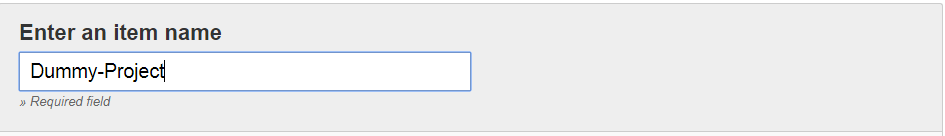 Enter an item name
Dummy-Project
» Required field